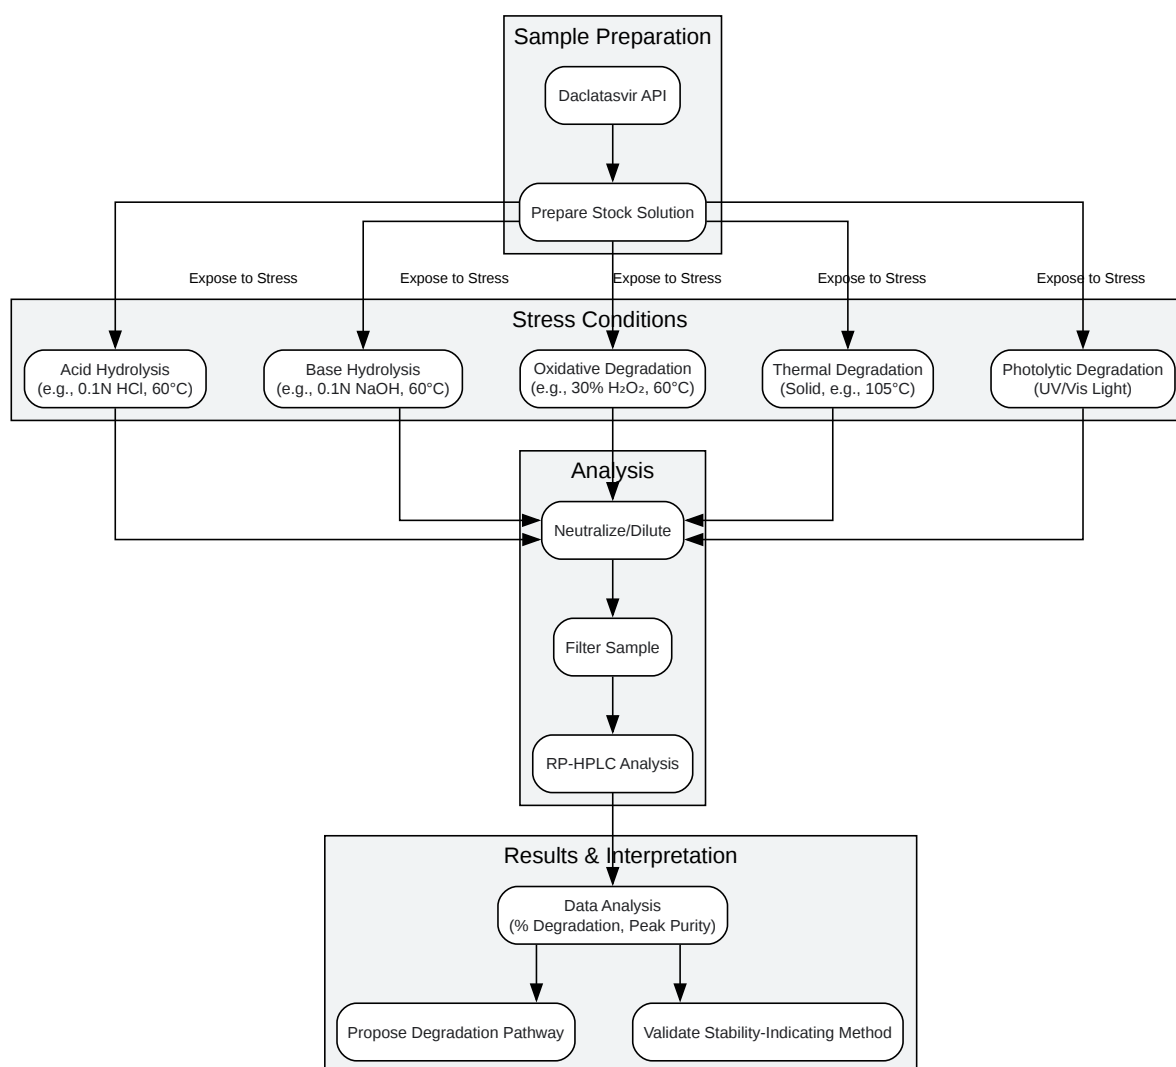 Sample Preparation
Daclatasvir API
Prepare Stock Solution
Expose to Stress
Expose to Stress
Expose to Stress
Expose to Stress
Expose to Stress
Stress Conditions
Acid Hydrolysis
(e.g., 0.1N HCl, 60°C)
Base Hydrolysis
(e.g., 0.1N NaOH, 60°C)
Oxidative Degradation
(e.g., 30% H₂O₂, 60°C)
Thermal Degradation
(Solid, e.g., 105°C)
Photolytic Degradation
(UV/Vis Light)
Analysis
Neutralize/Dilute
Filter Sample
RP-HPLC Analysis
Results & Interpretation
Data Analysis
(% Degradation, Peak Purity)
Propose Degradation Pathway
Validate Stability-Indicating Method